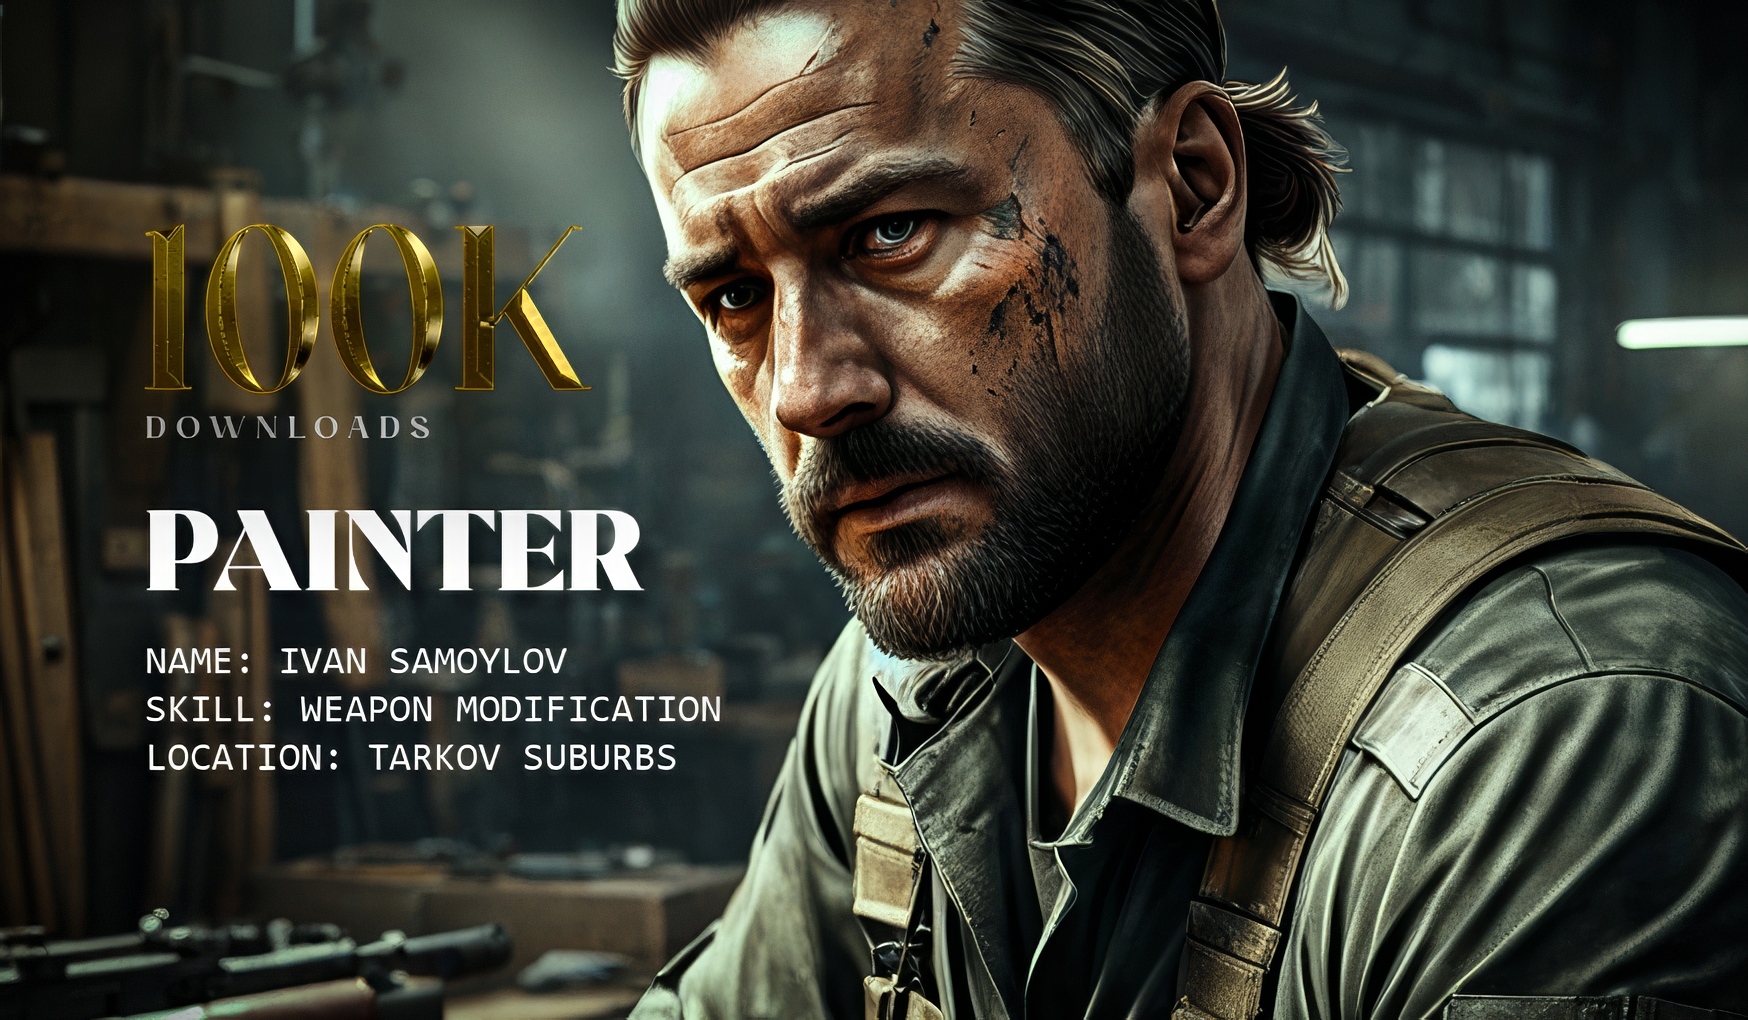 100K
DOWNLOADS
PAINTER
NAME: IVAN SAMOYLOV
SKILL: WEAPON MODIFICATION
LOCATION: TARKOV SUBURBS